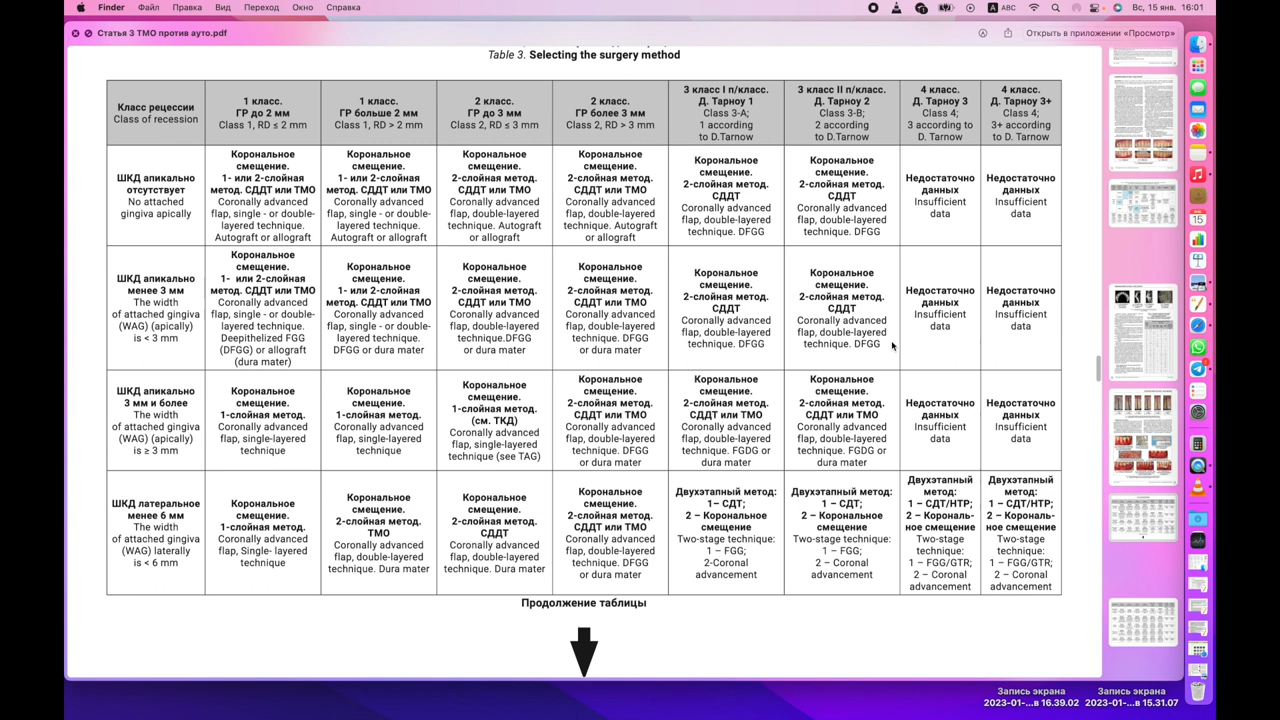 Finder Файл Правка Вид Переход Окно Справка
A ABC Вс, 15 янв. 16:01
Статья 3 ТМО против ауто.pdf
Открыть в приложении «Просмотр»
Table 3. Selecting the surgery method
Класс рецессии
Class of recession
1 класс.
ГР до 2 мм
Class 1, RD ≤ 2 mm
1 класс.
ГР больше 2 мм
Class 1, RD > 2 mm
2 класс.
ГР до 3 мм
Class 2, RS ≤ 3 mm
2 класс.
ГР более 3 мм
Class 2, RD > 3 mm
3 класс I п/класс.
Д. Тарноу 1
Class 3-A;
1 according
to D.Tarnow
3 класс II п/класс.
Д. Тарноу 2
Class 3-B;
2 according
to D.Tarnow
4 класс.
Д. Тарноу 3
Class 4;
3 according to
D. Tarnow
4 класс.
Д. Тарноу 3+
Class 4;
3+ according
to D. Tarnow
ШКД апикально
отсутствует
No attached
gingiva apically
Корональное
смещение.
1- или 2-слойная
метод. СДДТ или ТМО
Coronally advanced
flap, single - or double-
layered technique.
Autograft or allograft
Корональное
смещение.
1- или 2-слойная
метод. СДДТ или ТМО
Coronally advanced
flap, single - or double-
layered technique.
Autograft or allograft
Корональное
смещение.
2-слойная метод.
СДДТ или ТМО
Coronally advanced
flap, double-layered
technique. Autograft
or allograft
Корональное
смещение.
2-слойная метод.
СДДТ или ТМО
Coronally advanced
flap, double-layered
technique. Autograft
or allograft
Корональное
смещение.
2-слойная метод.
СДДТ
Coronally advanced
flap, double-layered
technique. DFGG
Корональное
смещение.
2-слойная метод.
СДДТ
Coronally advanced
flap, double-layered
technique. DFGG
Недостаточно
данных
Insufficient
data
Недостаточно
данных
Insufficient
data
ШКД апикально
менее 3 мм
The width
of attached gingiva
(WAG) (apically)
is < 3 mm
Корональное
смещение.
1- или 2-слойная
метод. СДДТ или ТМО
Coronally advanced
flap, single - or double-
layered technique.
Deepithelized FGG
(DFGG) or allograft
(dura mater)
Корональное
смещение.
1- или 2-слойная
метод. СДДТ или ТМО
Coronally advanced
flap, single - or double-
layered technique.
DFGG or dura mater
Корональное
смещение.
2-слойная метод.
СДДТ или ТМО
Coronally advanced
flap, double-layered
technique.DFGG
or dura mater
Корональное
смещение.
2-слойная метод.
СДДТ или ТМО
Coronally advanced
flap, double-layered
technique. DFGG
or dura mater
Корональное
смещение.
2-слойная метод.
СДДТ
Coronally advanced
flap, double-layered
technique. DFGG
Корональное
смещение.
2-слойная метод.
СДДТ
Coronally advanced
flap, double-layered
technique. DFGG
Недостаточно
данных
Insufficient
data
Недостаточно
данных
Insufficient
data
ШКД апикально
3 мм и более
The width
of attached gingiva
(WAG) (apically)
is ≥ 3 mm
Корональное
смещение.
1-слойная метод.
Coronally advanced
flap, single-layered
technique
Корональное
смещение.
1-слойная метод.
Coronally advanced
flap, single-layered
technique
Корональное
смещение.
1-слойная метод.
(см. ТКД)
Coronally advanced
flap, single-layered
technique (see TAG)
Корональное
смещение.
2-слойная метод.
СДДТ или ТМО
Coronally advanced
flap, double-layered
technique. DFGG
or dura mater
Корональное
смещение.
2-слойная метод.
СДДТ или ТМО
Coronally advanced
flap, double-layered
technique. FGDG or
dura mater
Корональное
смещение.
2-слойная метод.
СДДТ или ТМО
Coronally advanced
flap, double-layered
technique. FGDG or
dura mater
Недостаточно
данных
Insufficient
data
Недостаточно
данных
Insufficient
data
ШКД латеральное
менее 6 мм
The width
of attached gingiva
(WAG) laterally
is < 6 mm
Корональное
смещение.
1-слойная метод.
Coronally advanced
flap, Single- layered
technique
Корональное
смещение.
2-слойная метод.
ТМО
Coronally advanced
flap, double-layered
technique. Dura mater
Корональное
смещение.
2-слойная метод.
СДДТ
Coronally advanced
flap, double-layered
technique. Dura mater
Корональное
смещение.
2-слойная метод.
СДДТ или ТМО
Coronally advanced
flap, double-layered
technique. DFGG
or dura mater
Двухэтапный метод:
1 – СДТ;
2 – Корональное
смещение
Two-stage technique:
1 – FGG;
2-Coronal
advancement
Двухэтапный метод:
1 – СДТ;
2 – Корональное
смещение
Two-stage technique:
1 – FGG;
2 – Coronal
advancement
Двухэтапный
метод:
1 – СДТ/НТР;
2 – Корональ-
ное смещение
Two-stage
technique:
1 – FGG/GTR;
2 – Coronal
advancement
Двухэтапный
метод:
1 – СДТ/НТР;
2 – Корональ-
ное смещение
Two-stage
technique:
1 – FGG/GTR;
2 – Coronal
advancement
Продолжение таблицы
Запись экрана
2023-01-...в 16.39.02
Запись экрана
2023-01-...в 15.31.07